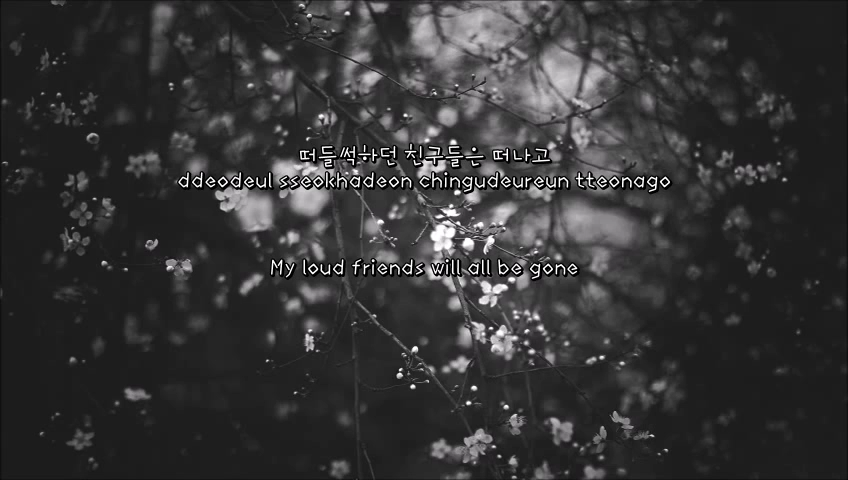 떠들썩하던 친구들은 떠나고
ddeodeul sseokhadeon chingudeureun tteonago
My loud friends will all be gone